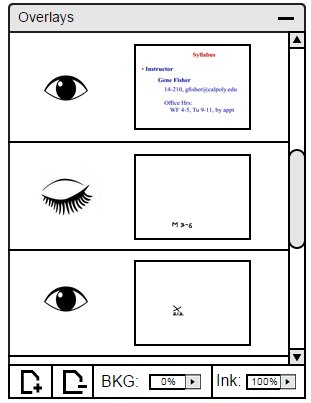 Overlays
Syllabus
• Instructor
Gene Fisher
14-210, gfisher@calpoly.edu
Office Hrs:
WF 4-5, Tu 9-11, by appt
M 3-6
BKG: 0% Ink: 100%